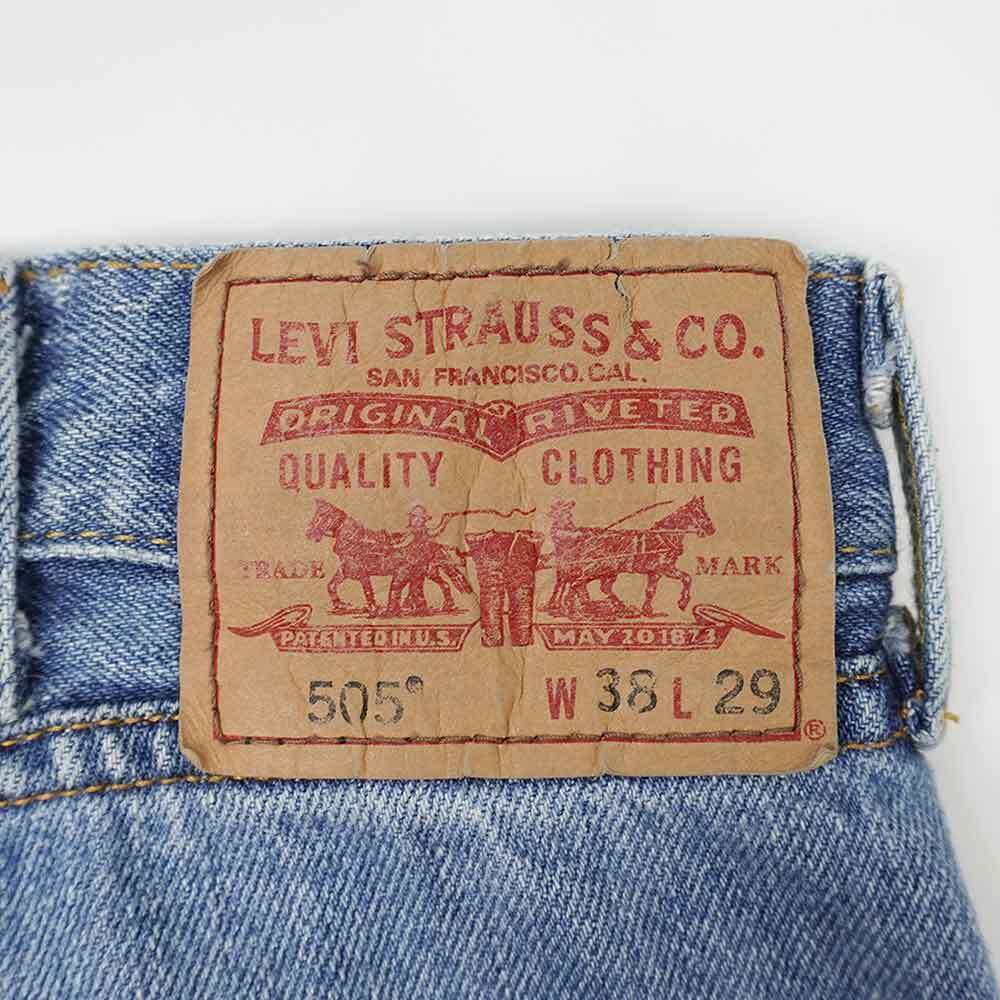 LEVI STRAUSS & CO.
SAN FRANCISCO. CAL.
ORIGINAL RIVETED
QUALITY CLOTHING
TRADE MARK
PATENTED IN U.S. MAY 20 1873
505® W 38 L 29
®